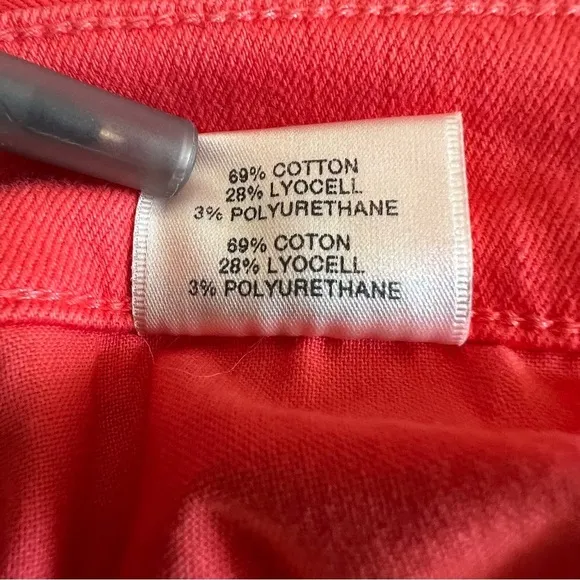 69% COTTON
28% LYOCELL
3% POLYURETHANE
69% COTON
28% LYOCELL
3% POLYURETHANE